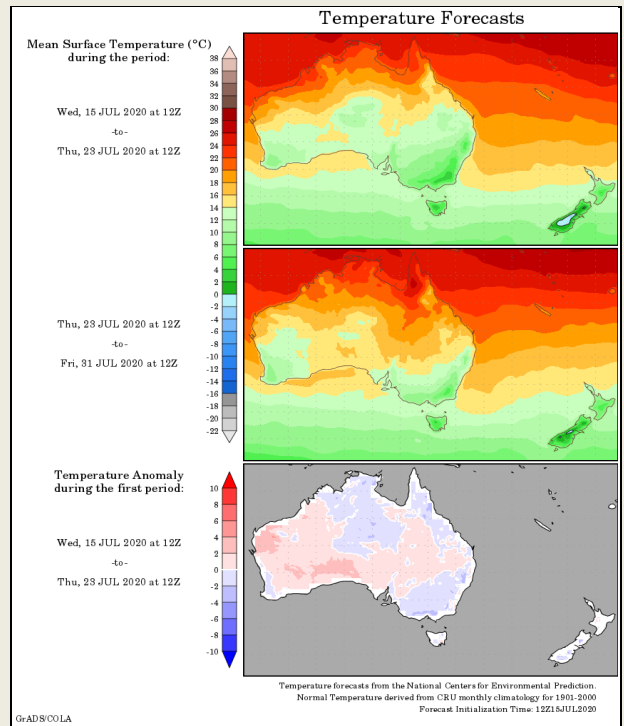 Temperature Forecasts
Mean Surface Temperature (°C)
during the period:
38
36
34
32
30
28
26
24
22
20
18
16
14
12
10
8
6
4
2
0
-2
-4
-6
-8
-10
-12
-14
-16
-18
-20
-22
Wed, 15 JUL 2020 at 12Z
-to-
Thu, 23 JUL 2020 at 12Z
Thu, 23 JUL 2020 at 12Z
-to-
Fri, 31 JUL 2020 at 12Z
Temperature Anomaly
during the first period:
10
8
6
4
2
0
-2
-4
-6
-8
-10
Wed, 15 JUL 2020 at 12Z
-to-
Thu, 23 JUL 2020 at 12Z
Temperature forecasts from the National Centers for Environmental Prediction.
Normal Temperature derived from CRU monthly climatology for 1901-2000
Forecast Initialization Time: 12Z15JUL2020
GrADS/COLA